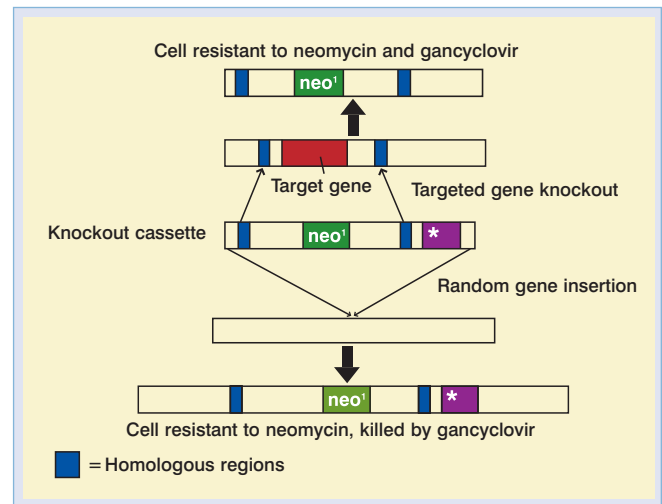 Cell resistant to neomycin and gancyclovir
neo¹
Target gene
Targeted gene knockout
Knockout cassette
neo¹
*
Random gene insertion
neo¹
*
Cell resistant to neomycin, killed by gancyclovir
= Homologous regions